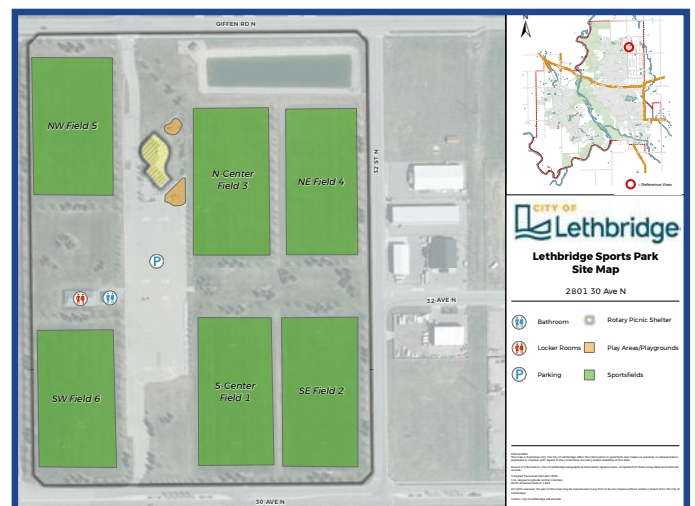 GIFFEN RD N
NW Field 5
N-Center
Field 3
NE Field 4
32 ST N
P
32 AVE N
SW Field 6
S-Center
Field 1
SE Field 2
30 AVE N
N
= Reference View
CITY OF
Lethbridge
Lethbridge Sports Park
Site Map
2801 30 Ave N
Bathroom
Rotary Picnic Shelter
Locker Rooms
Play Areas/Playgrounds
P
Parking
Sportsfields